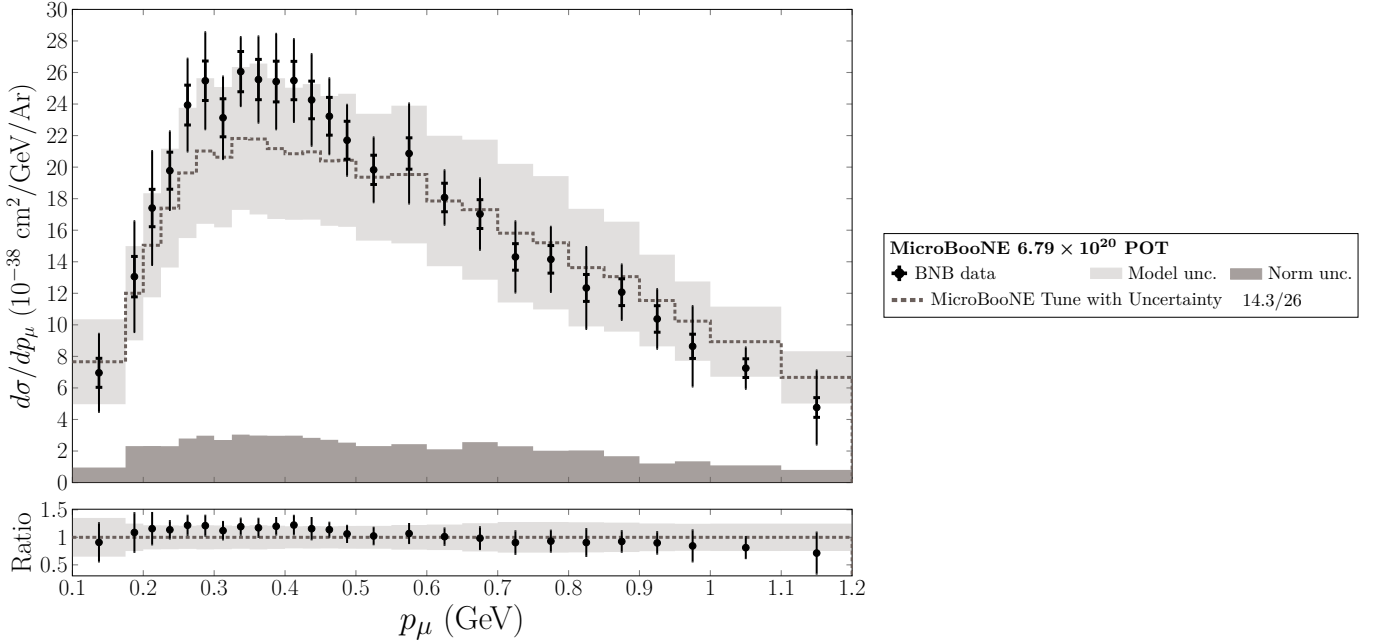 30
28
26
24
22
20
18
16
14
12
10
8
6
4
2
0
dσ/dpμ (10⁻³⁸ cm²/GeV/Ar)
MicroBooNE 6.79 × 10²⁰ POT
BNB data Model unc. Norm unc.
MicroBooNE Tune with Uncertainty 14.3/26
1.5
1
0.5
Ratio
0.1 0.2 0.3 0.4 0.5 0.6 0.7 0.8 0.9 1 1.1 1.2
pμ (GeV)